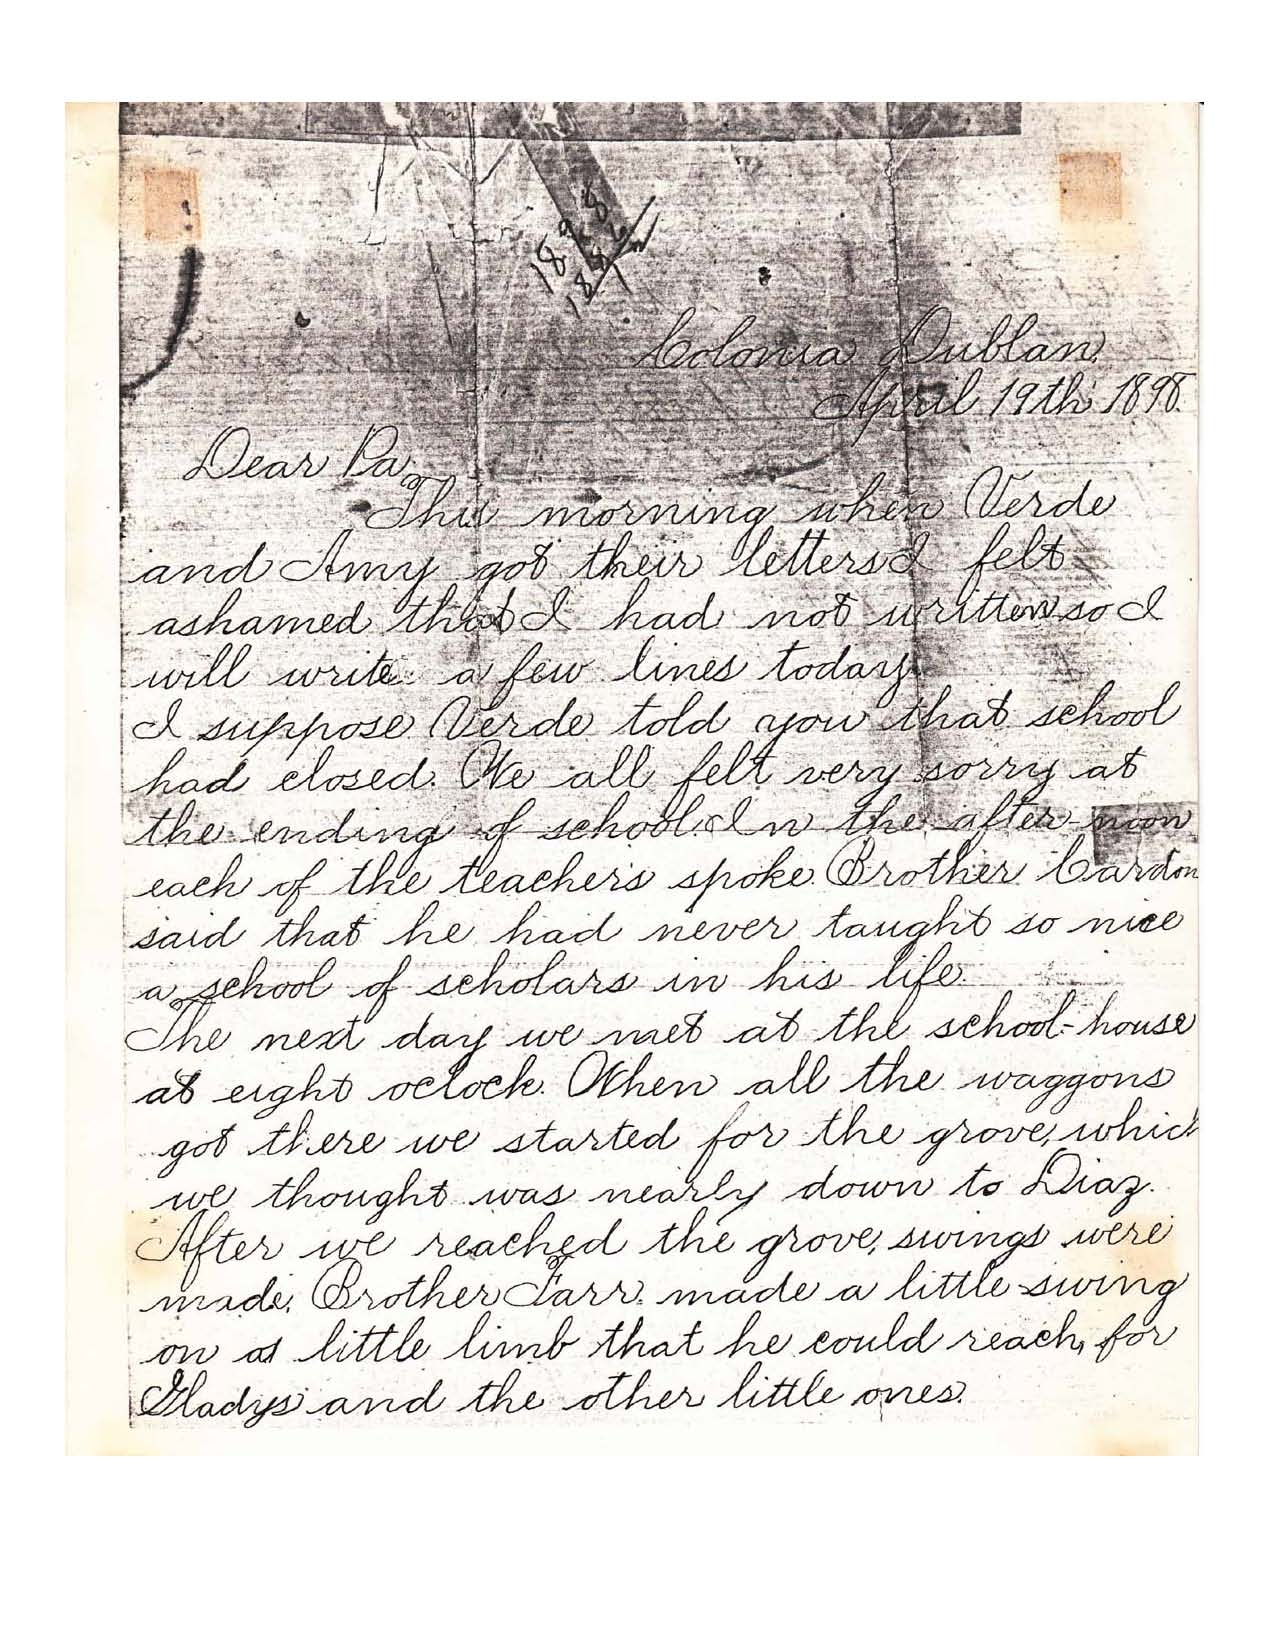 1898
Colonia Dublan,
April 19th 1898.
Dear Pa,
This morning when Verde
and Amy got their letters I felt
ashamed that I had not written so I
will write a few lines today.
I suppose Verde told you that school
had closed. We all felt very sorry at
the ending of school. In the after-noon
each of the teachers spoke. Brother Cardon
said that he had never taught so nice
a school of scholars in his life.
The next day we met at the school-house
at eight oclock. When all the waggons
got there we started for the grove, which
we thought was nearly down to Diaz.
After we reached the grove, swings were
made. Brother Farr made a little swing
on a little limb that he could reach, for
Gladys and the other little ones.